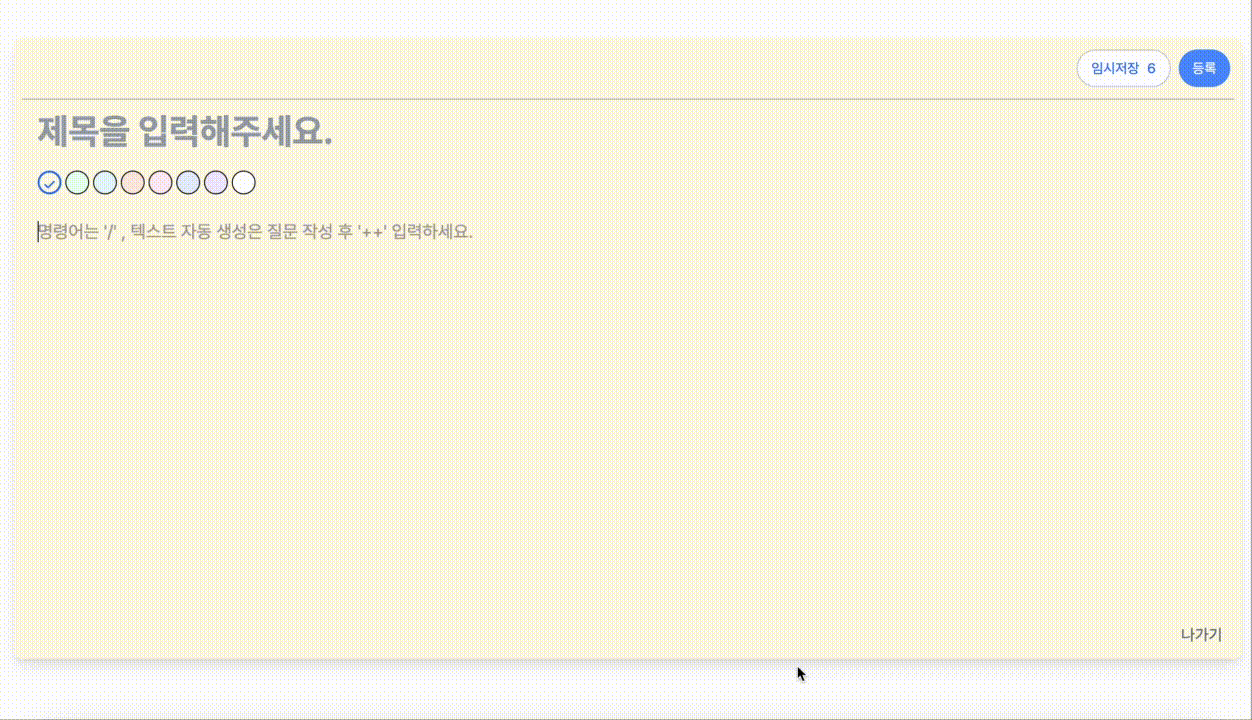 임시저장 6 등록
제목을 입력해주세요.
명령어는 '/' , 텍스트 자동 생성은 질문 작성 후 '++' 입력하세요.
나가기